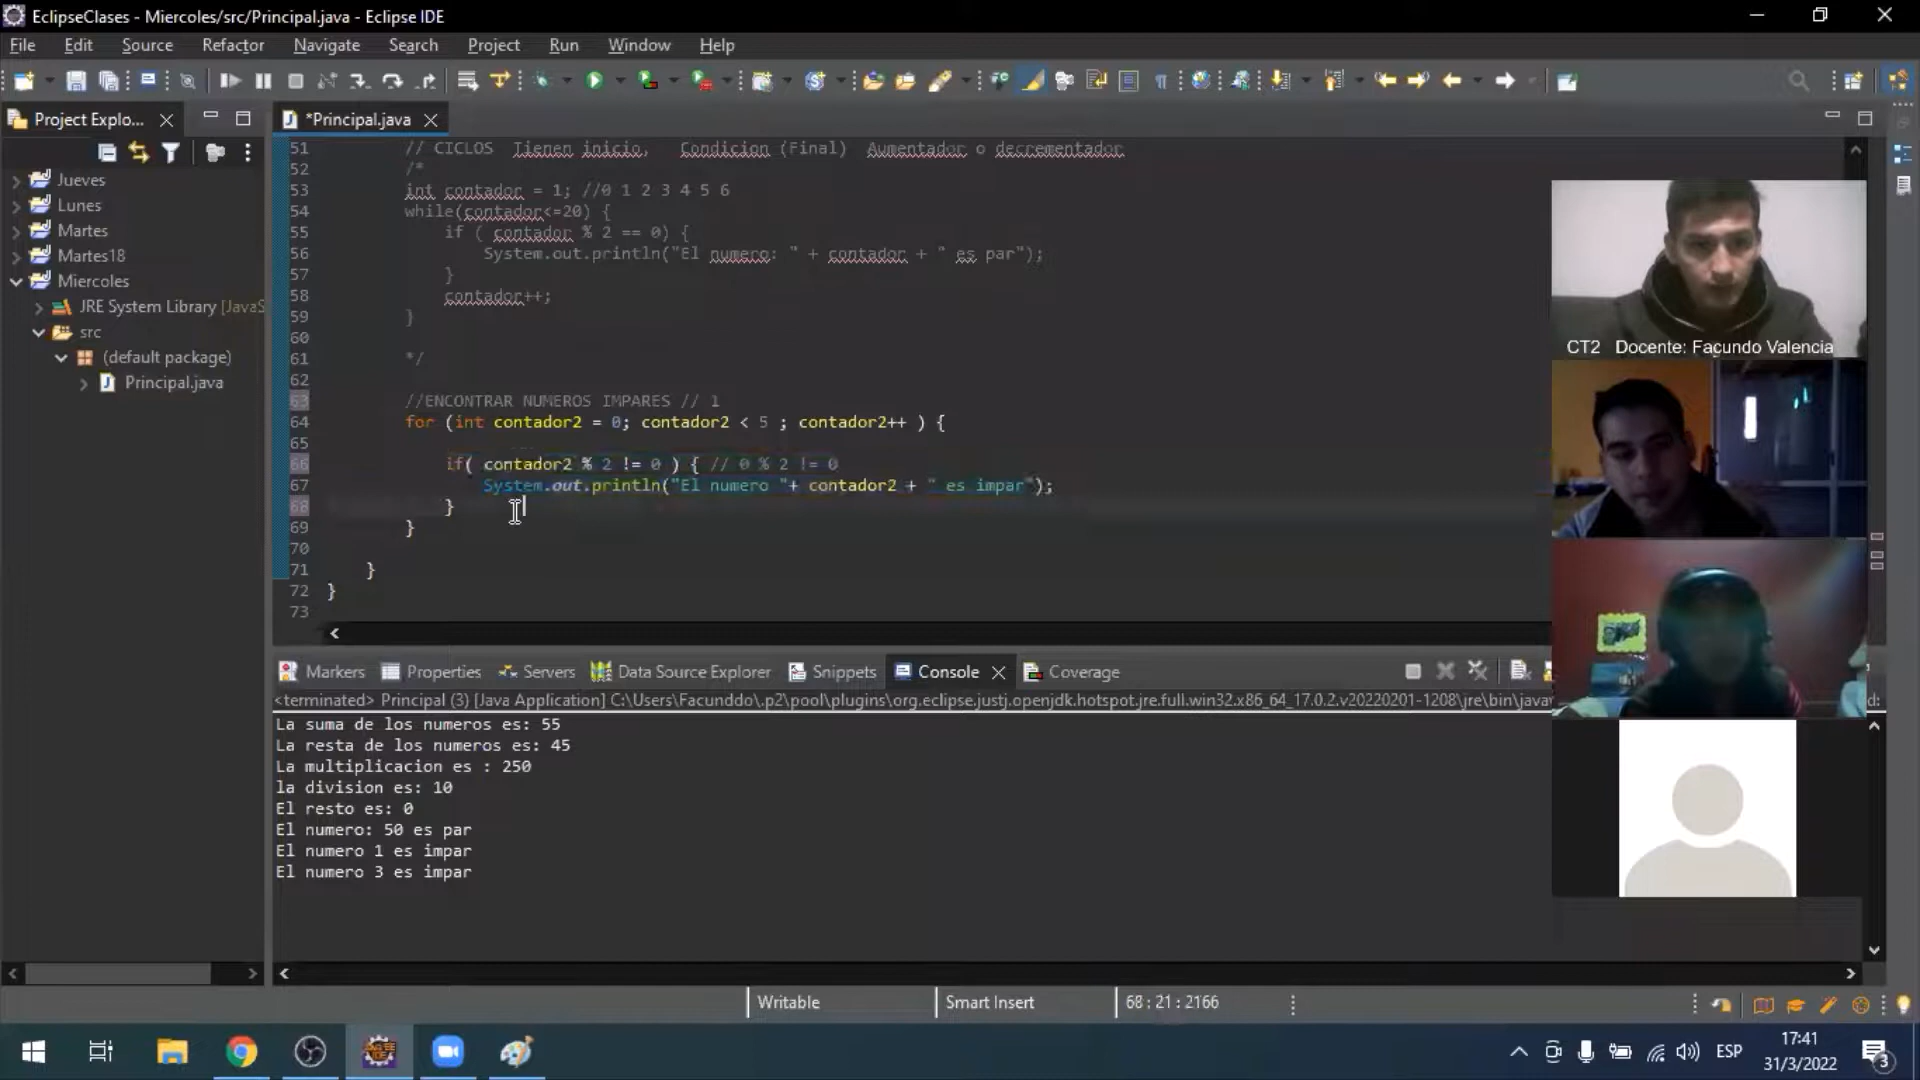 EclipseClases - Miercoles/src/Principal.java - Eclipse IDE
File Edit Source Refactor Navigate Search Project Run Window Help
Project Explo...
*Principal.java
Jueves
Lunes
Martes
Martes18
Miercoles
JRE System Library [JavaS
src
(default package)
Principal.java
51 // CICLOS Tienen inicio, Condicion (Final) Aumentador o decrementador
52 /*
53 int contador = 1; //0 1 2 3 4 5 6
54 while(contador<=20) {
55 if ( contador % 2 == 0) {
56 System.out.println("El numero: " + contador + " es par");
57 }
58 contador++;
59 }
60
61 */
62
63 //ENCONTRAR NUMEROS IMPARES // 1
64 for (int contador2 = 0; contador2 < 5 ; contador2++ ) {
65
66 if( contador2 % 2 != 0 ) { // 0 % 2 != 0
67 System.out.println("El numero "+ contador2 + " es impar");
68 }
69 }
70
71 }
72 }
73
CT2 Docente: Facundo Valencia
Markers Properties Servers Data Source Explorer Snippets Console Coverage
<terminated> Principal (3) [Java Application] C:\Users\Facunddo\.p2\pool\plugins\org.eclipse.justj.openjdk.hotspot.jre.full.win32.x86_64_17.0.2.v20220201-1208\jre\bin\javaw
d:
La suma de los numeros es: 55
La resta de los numeros es: 45
La multiplicacion es : 250
la division es: 10
El resto es: 0
El numero: 50 es par
El numero 1 es impar
El numero 3 es impar
Writable Smart Insert 68 : 21 : 2166
ESP
17:41
31/3/2022
3